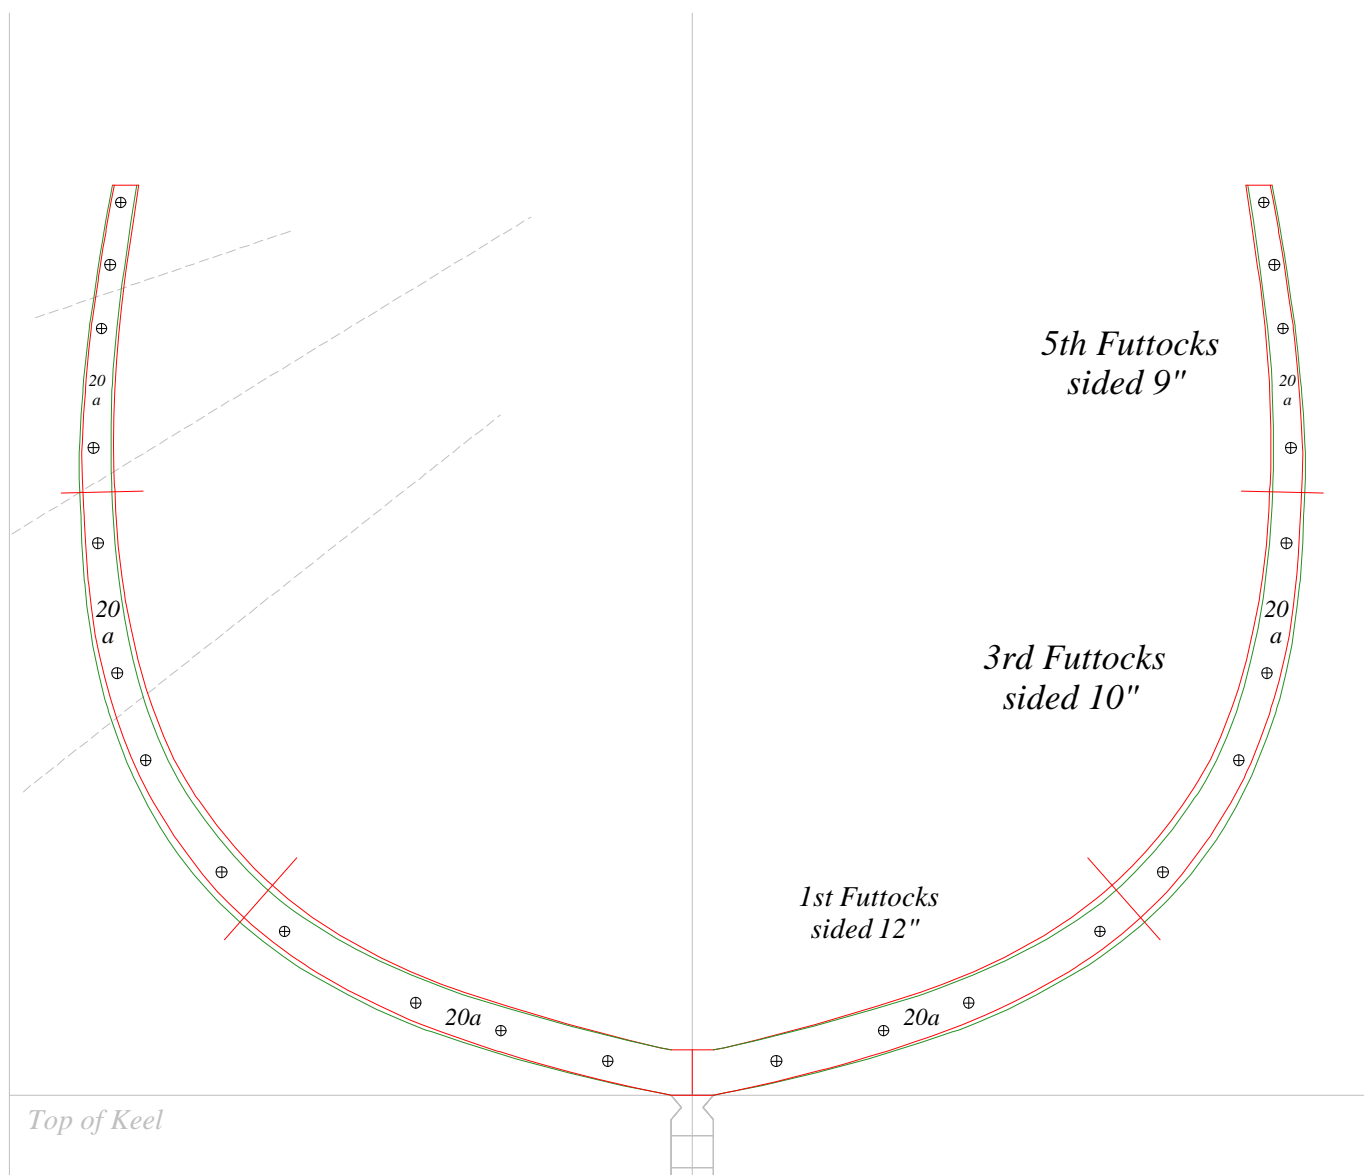 20
a
5th Futtocks
sided 9"
20
a
20
a
3rd Futtocks
sided 10"
20
a
1st Futtocks
sided 12"
20a
20a
Top of Keel